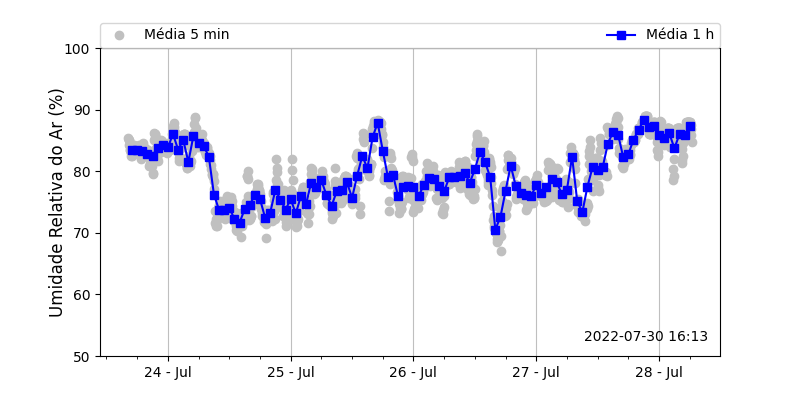 Média 5 min
Média 1 h
Umidade Relativa do Ar (%)
100
90
80
70
60
50
2022-07-30 16:13
24 - Jul
25 - Jul
26 - Jul
27 - Jul
28 - Jul